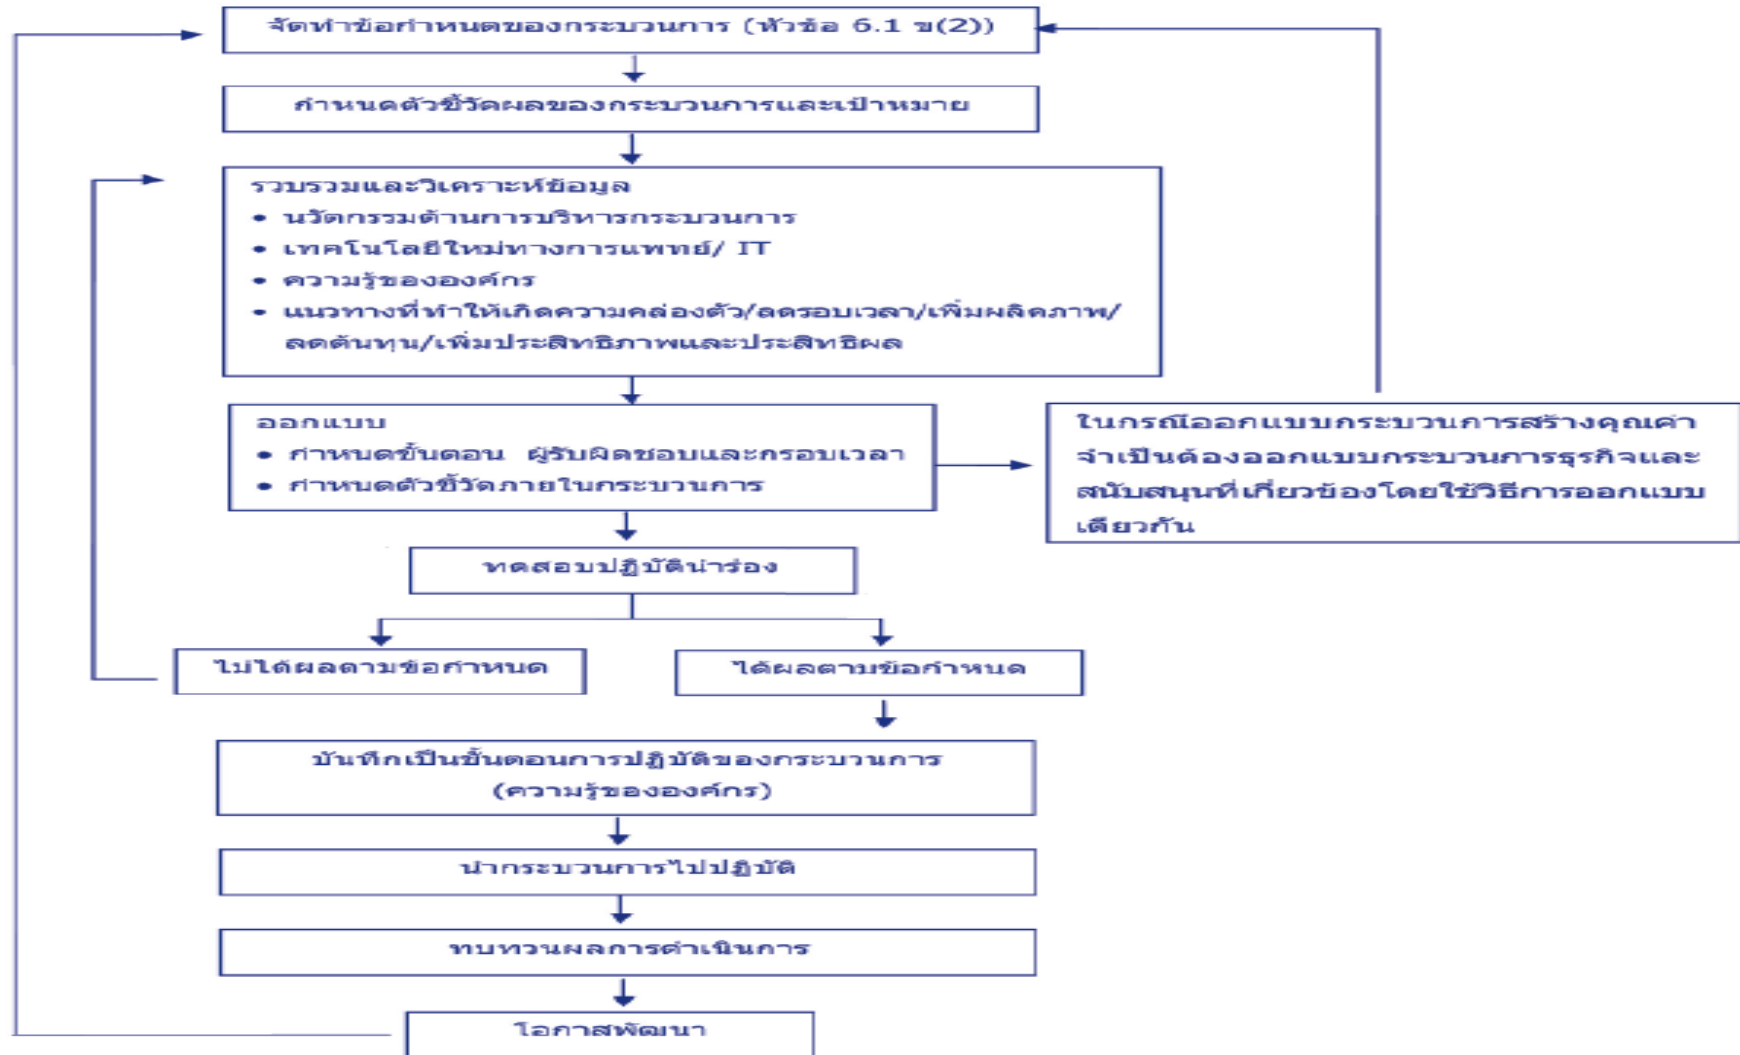 จัดทำข้อกำหนดของกระบวนการ (หัวข้อ 6.1 ข(2))
กำหนดตัวชี้วัดผลของกระบวนการและเป้าหมาย
รวบรวมและวิเคราะห์ข้อมูล
• นวัตกรรมด้านการบริหารกระบวนการ
• เทคโนโลยีใหม่ทางการแพทย์/ IT
• ความรู้ขององค์กร
• แนวทางที่ทำให้เกิดความคล่องตัว/ลดรอบเวลา/เพิ่มผลิตภาพ/
ลดต้นทุน/เพิ่มประสิทธิภาพและประสิทธิผล
ออกแบบ
• กำหนดขั้นตอน ผู้รับผิดชอบและกรอบเวลา
• กำหนดตัวชี้วัดภายในกระบวนการ
ในกรณีออกแบบกระบวนการสร้างคุณค่า
จำเป็นต้องออกแบบกระบวนการธุรกิจและ
สนับสนุนที่เกี่ยวข้องโดยใช้วิธีการออกแบบ
เดียวกัน
ทดสอบปฏิบัตินำร่อง
ไม่ได้ผลตามข้อกำหนด
ได้ผลตามข้อกำหนด
บันทึกเป็นขั้นตอนการปฏิบัติของกระบวนการ
(ความรู้ขององค์กร)
นำกระบวนการไปปฏิบัติ
ทบทวนผลการดำเนินการ
โอกาสพัฒนา